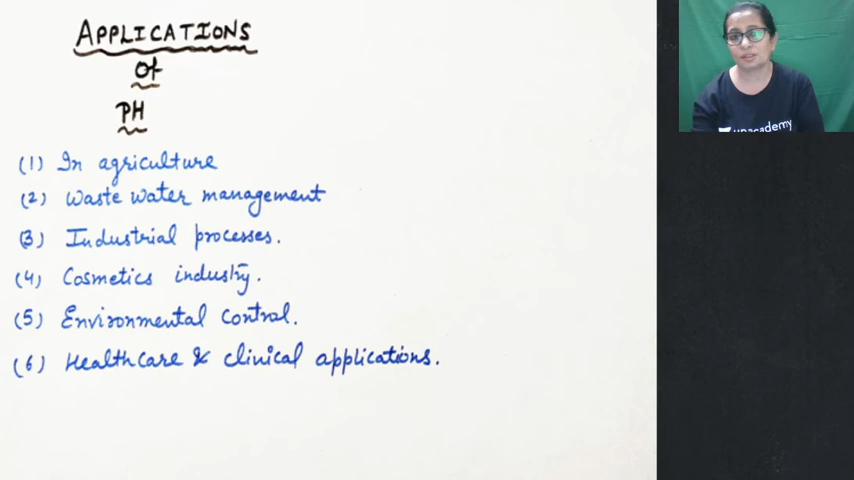 APPLICATIONS
Of
PH
(1) In agriculture
(2) Waste water management
(3) Industrial processes.
(4) Cosmetics industry.
(5) Environmental control.
(6) Healthcare & clinical applications.
unacademy